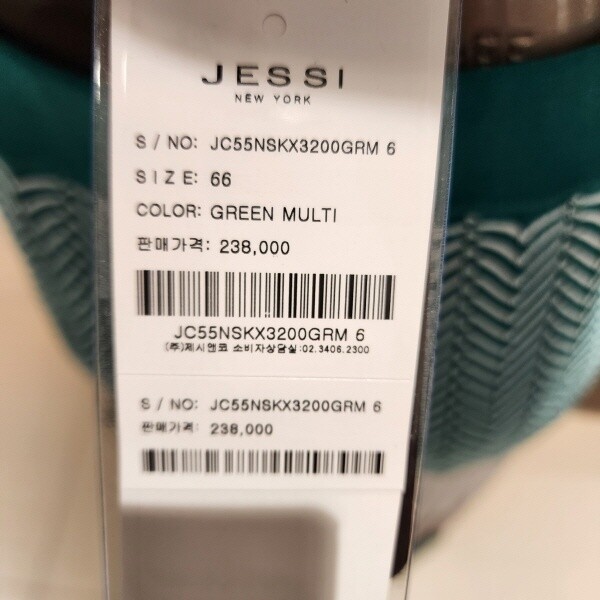 JESSI
NEW YORK
S / NO: JC55NSKX3200GRM 6
SIZE: 66
COLOR: GREEN MULTI
판매가격: 238,000
JC55NSKX3200GRM 6
(주)제시앤코 소비자상담실:02.3406.2300
S / NO: JC55NSKX3200GRM 6
판매가격: 238,000